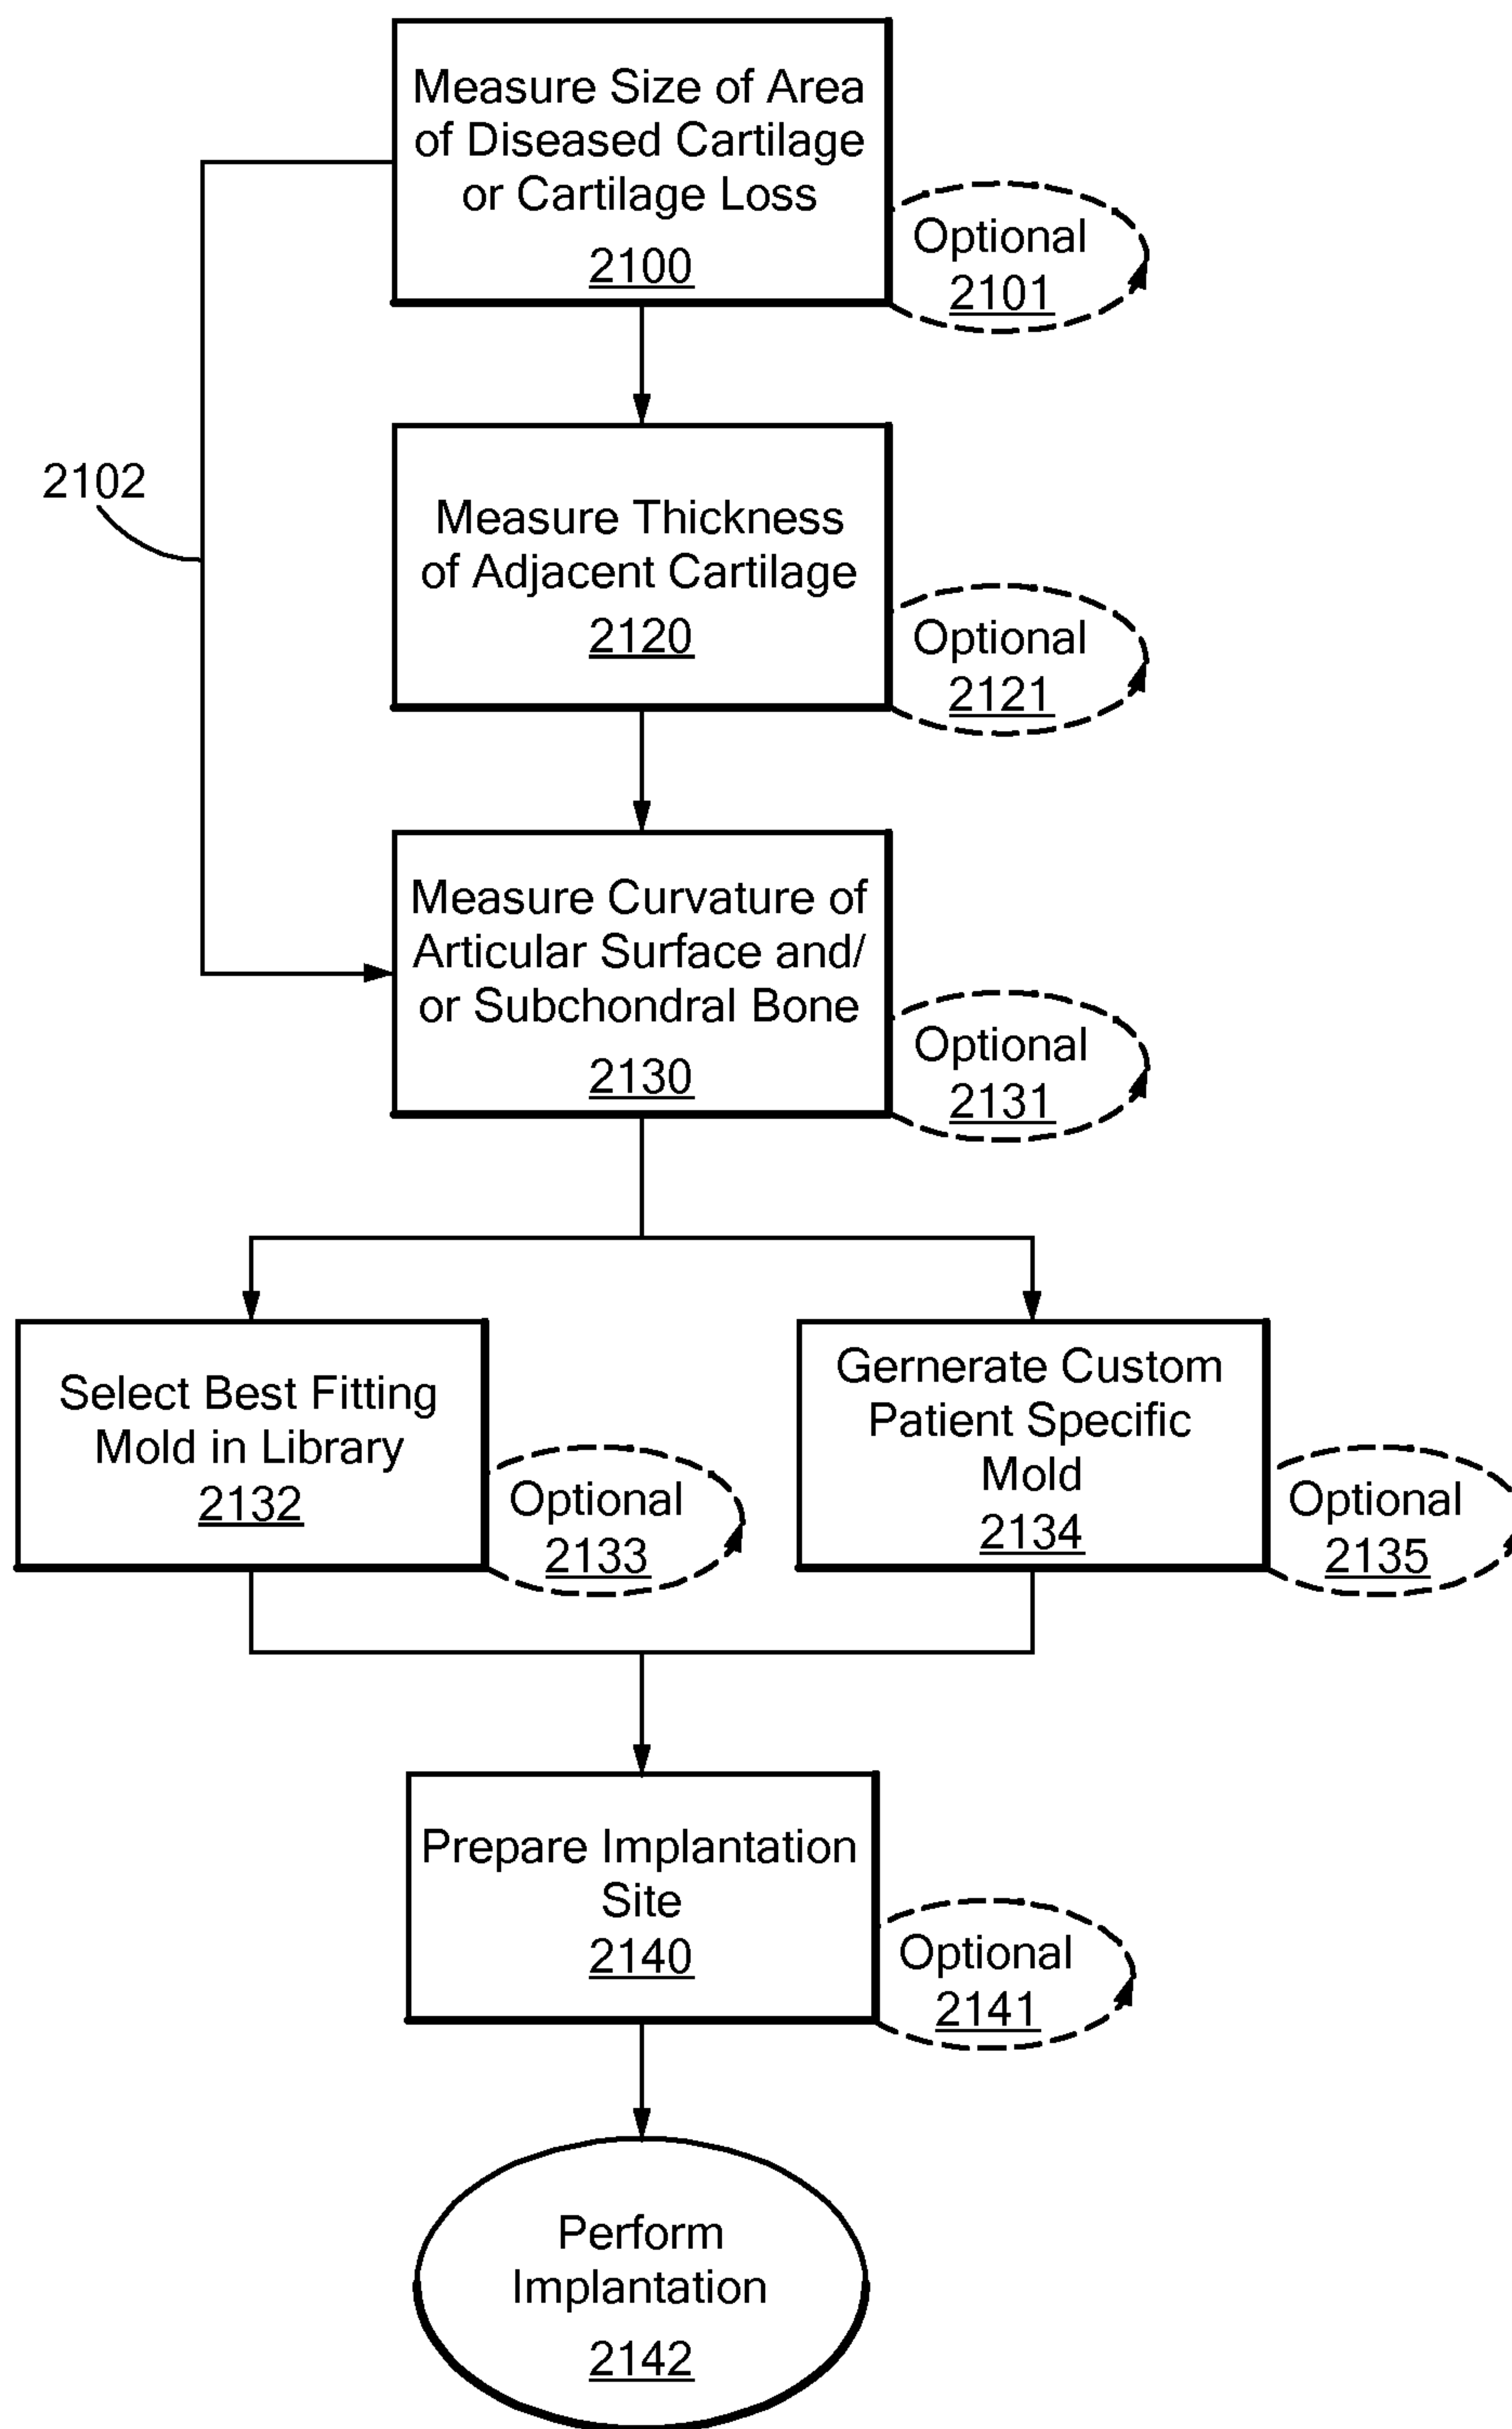 Measure Size of Area
of Diseased Cartilage
or Cartilage Loss
2100
Optional
2101
2102
Measure Thickness
of Adjacent Cartilage
2120
Optional
2121
Measure Curvature of
Articular Surface and/
or Subchondral Bone
2130
Optional
2131
Select Best Fitting
Mold in Library
2132
Optional
2133
Gernerate Custom
Patient Specific
Mold
2134
Optional
2135
Prepare Implantation
Site
2140
Optional
2141
Perform
Implantation
2142